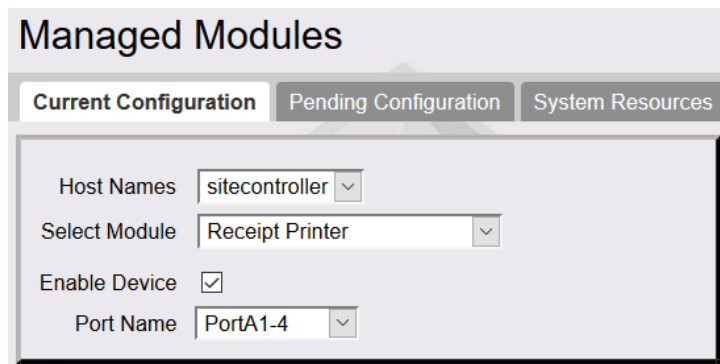 Managed Modules
Current Configuration Pending Configuration System Resources
Host Names sitecontroller
Select Module Receipt Printer
Enable Device
Port Name PortA1-4